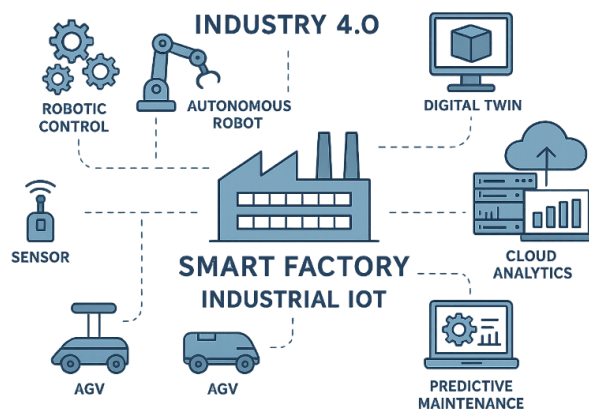 INDUSTRY 4.0
ROBOTIC
CONTROL
AUTONOMOUS
ROBOT
DIGITAL TWIN
SENSOR
CLOUD
ANALYTICS
SMART FACTORY
INDUSTRIAL IOT
AGV
AGV
PREDICTIVE
MAINTENANCE